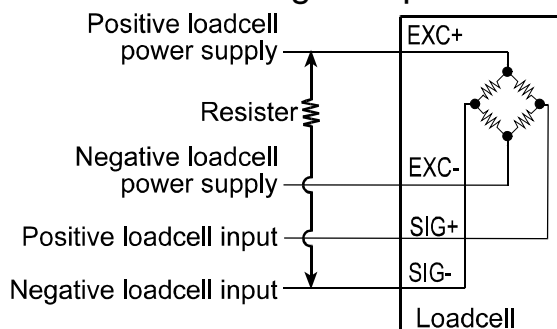 Positive loadcell
power supply
EXC+
Resister
Negative loadcell
power supply
EXC-
Positive loadcell input
SIG+
Negative loadcell input
SIG-
Loadcell